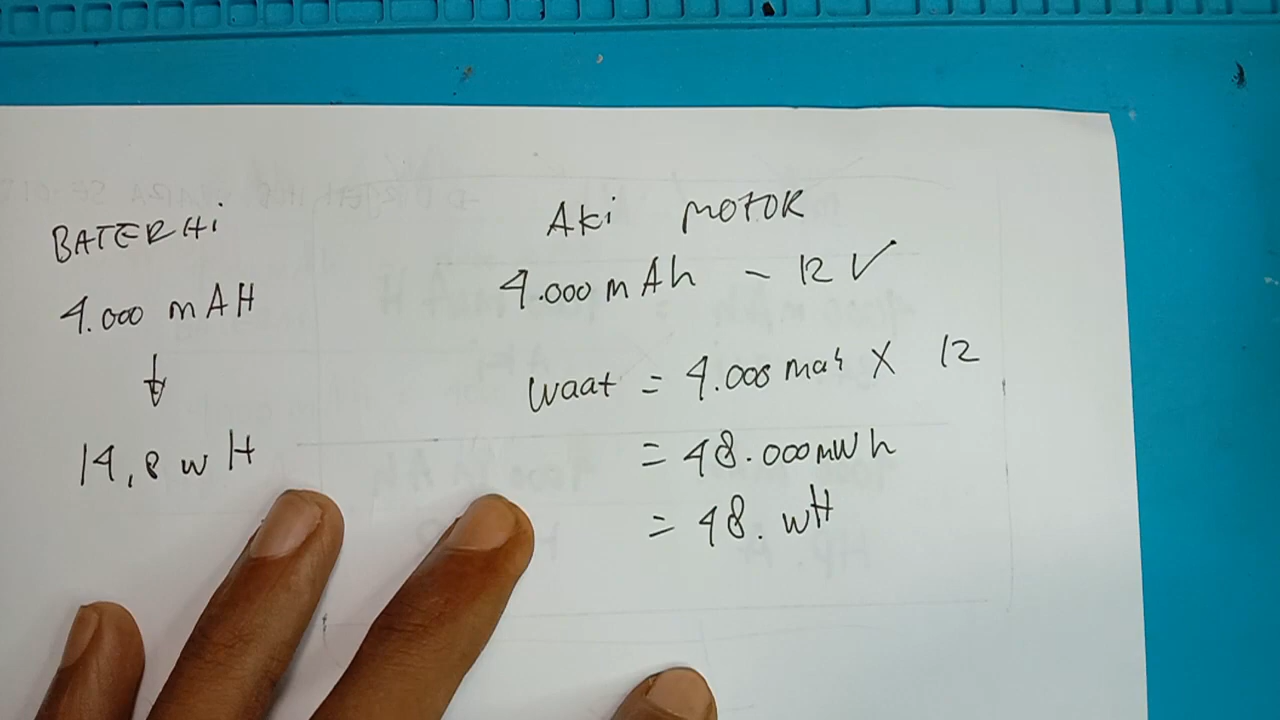 BATERHi
4.000 mAH
14,8 wH
Aki MOTOR
4.000 mAh - 12 V
waat = 4.000 mah X 12
= 48.000 mWh
= 48. wH